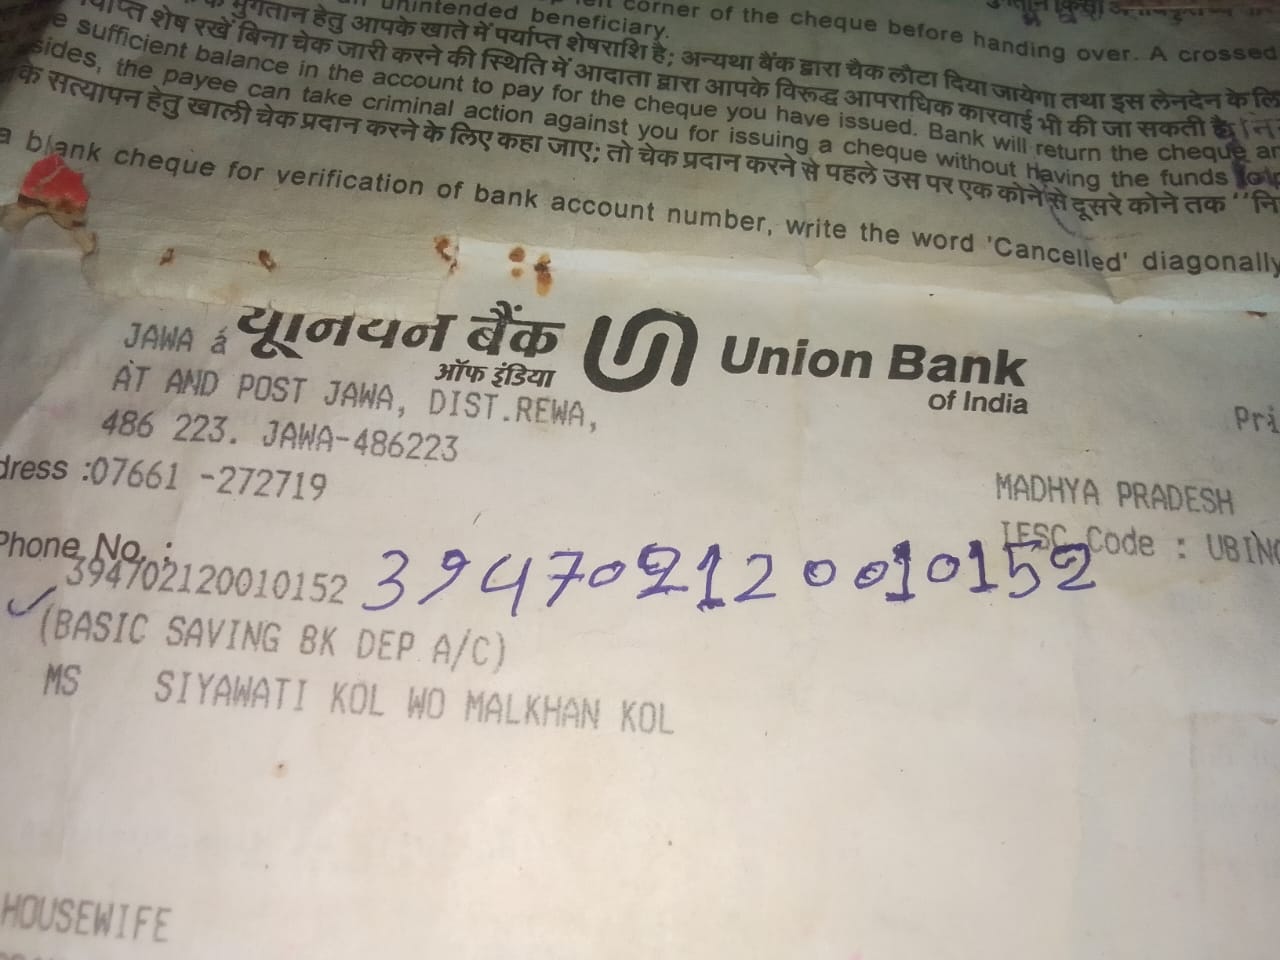 unintended beneficiary.
corner of the cheque before handing over. A crossed
भुगतान हेतु आपके खाते में पर्याप्त शेषराशि है; अन्यथा बैंक द्वारा चैक लौटा दिया जायेगा तथा इस लेनदेन के लि
शेष रखें बिना चेक जारी करने की स्थिति में आदाता द्वारा आपके विरूद्ध आपराधिक कारवाई भी की जा सकती है
sufficient balance in the account to pay for the cheque you have issued. Bank will return the cheque an
sides, the payee can take criminal action against you for issuing a cheque without Having the funds
के सत्यापन हेतु खाली चेक प्रदान करने के लिए कहा जाए; तो चेक प्रदान करने से पहले उस पर एक कोने से दूसरे कोने तक "नि
a blank cheque for verification of bank account number, write the word 'Cancelled' diagonally
यूनियन बैंक
ऑफ इंडिया
Union Bank
of India
JAWA
AT AND POST JAWA, DIST.REWA,
486 223. JAWA-486223
Pri
dress :07661 -272719
MADHYA PRADESH
IFSC Code : UBIN
Phone No. :
394702120010152 394702120010152
(BASIC SAVING BK DEP A/C)
MS SIYAWATI KOL WO MALKHAN KOL
HOUSEWIFE